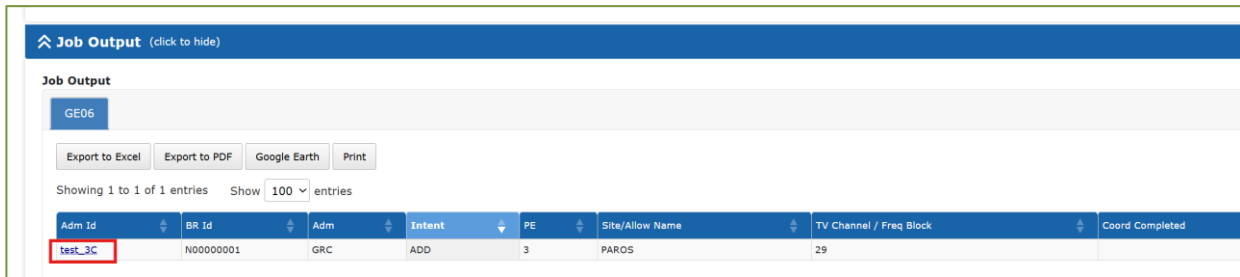 Job Output (click to hide)
Job Output
GE06
Export to Excel Export to PDF Google Earth Print
Showing 1 to 1 of 1 entries Show 100 entries
Adm Id BR Id Adm Intent PE Site/Allow Name TV Channel / Freq Block Coord Completed
test_3C N00000001 GRC ADD 3 PAROS 29